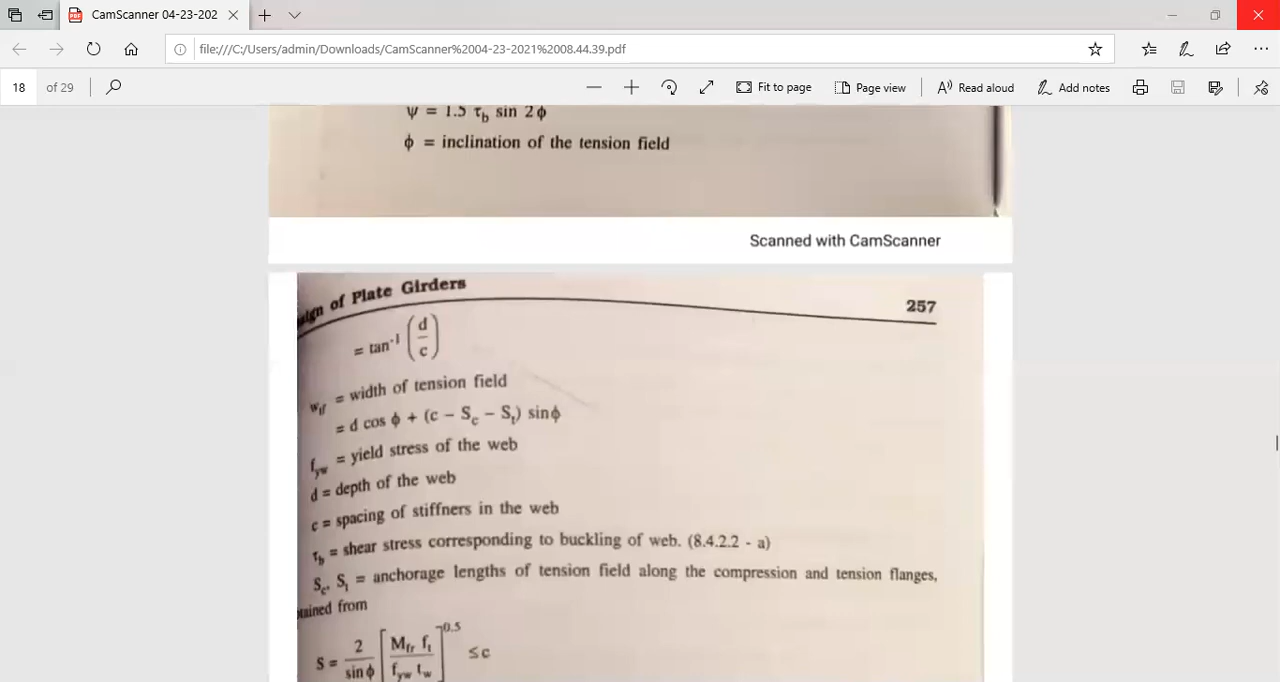 CamScanner 04-23-202
file:///C:/Users/admin/Downloads/CamScanner%2004-23-2021%2008.44.39.pdf
18 of 29
Fit to page
Page view
Read aloud
Add notes
ψ = 1.5 τb sin 2ϕ
ϕ = inclination of the tension field
Scanned with CamScanner
sign of Plate Girders 257
= tan⁻¹ (d/c)
wtf = width of tension field
= d cos ϕ + (c − Sc − St) sinϕ
fyw = yield stress of the web
d = depth of the web
c = spacing of stiffners in the web
τb = shear stress corresponding to buckling of web. (8.4.2.2 - a)
Sc, St = anchorage lengths of tension field along the compression and tension flanges,
tained from
S = 2/sin ϕ [Mfr ft / fyw tw]^0.5 ≤ c